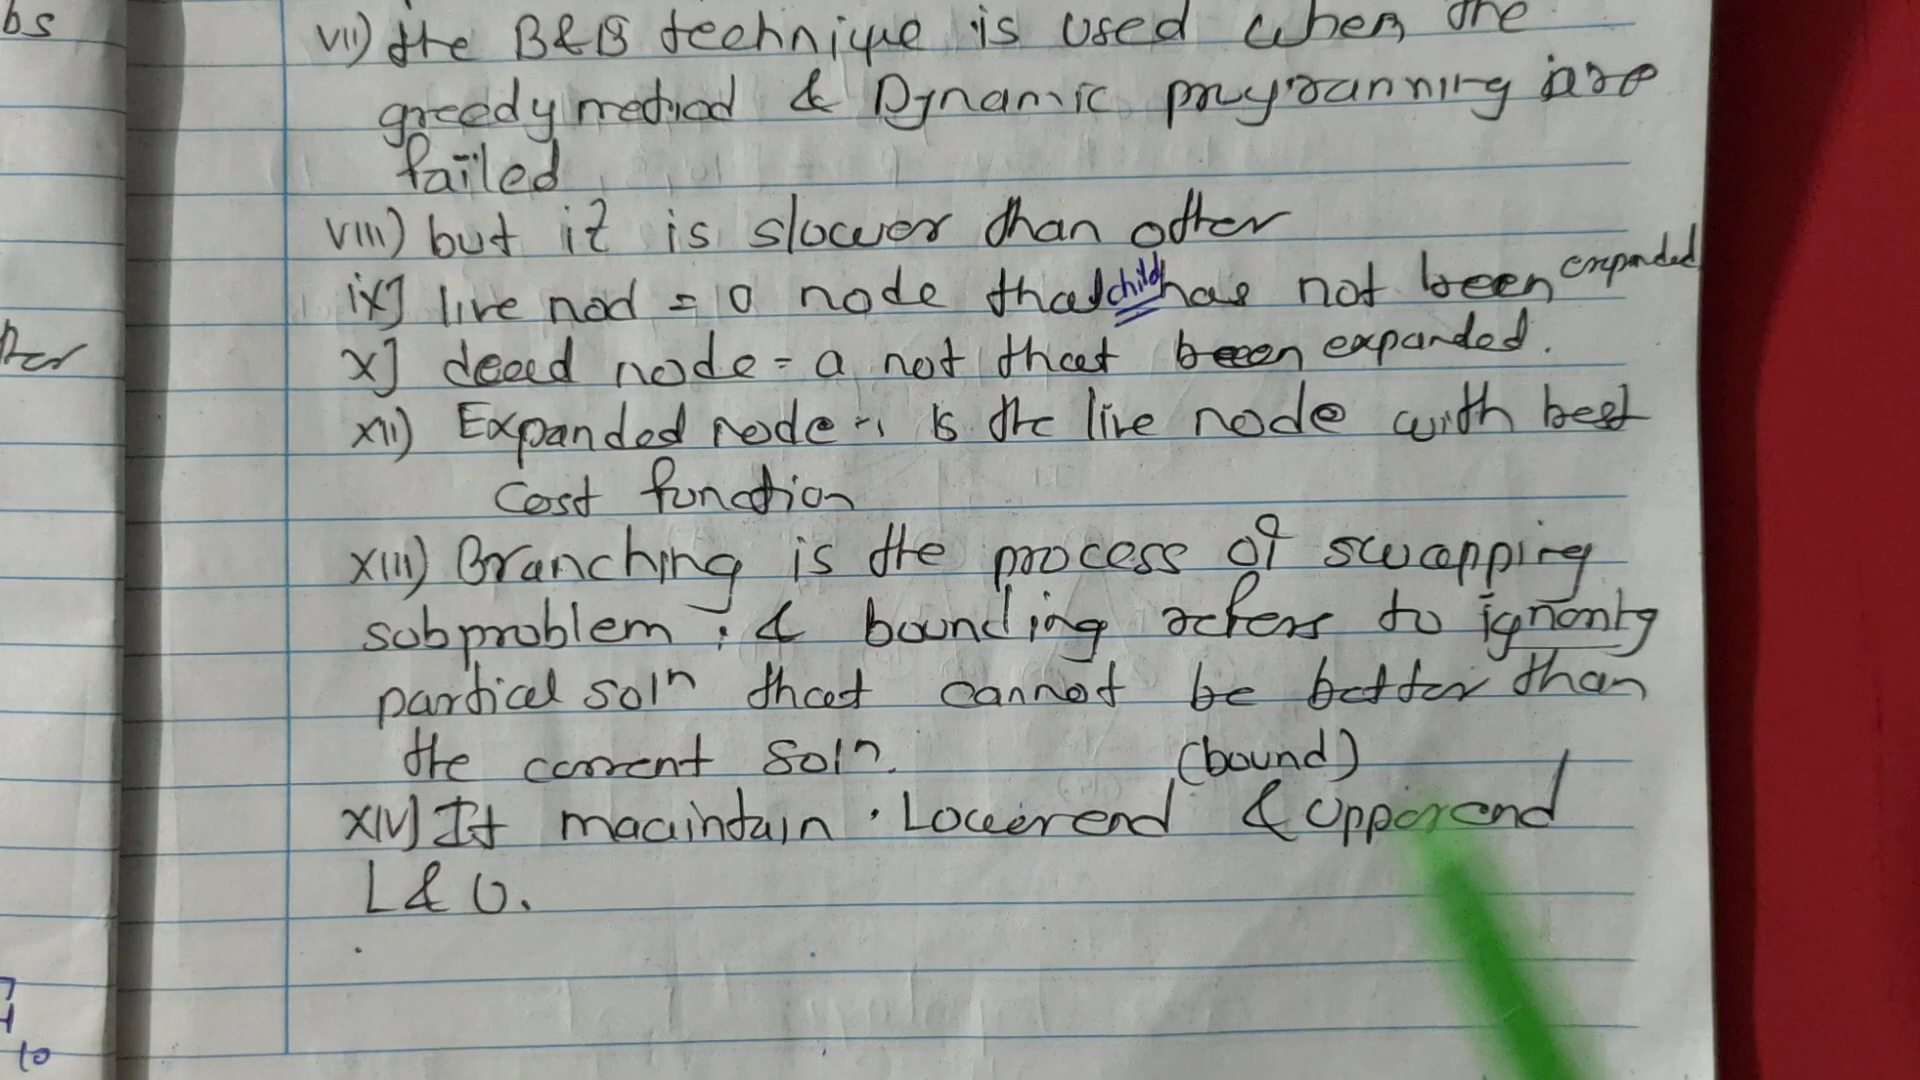 bs
vii) the B&B technique is used when the
greedy method & Dynamic programming are
failed
viii) but it is slower than other
ix] live nod = a node that child has not been expanded
x] dead node = a not that been expanded.
xii) Expanded node -: is the live node with best
cost function
xiii) Branching is the process of swapping
subproblem. & bounding refers to ignoring
partical soln that cannot be better than
the current soln. (bound)
xiv) It maaintain. Lowerend & upperend
L & U.
10